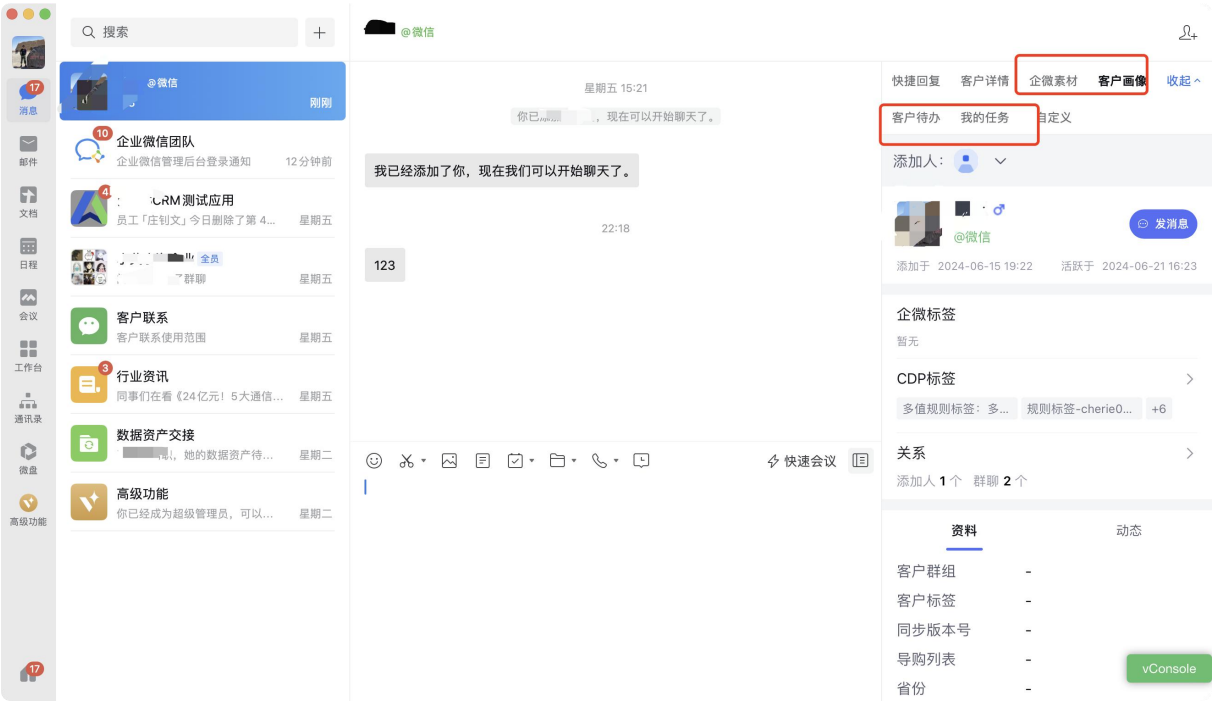 搜索
@微信
17
消息
邮件
文档
日程
会议
工作台
通讯录
微盘
高级功能
17
@微信
刚刚
10
企业微信团队
企业微信管理后台登录通知
12分钟前
4
CRM测试应用
员工「庄钊文」今日删除了第 4...
星期五
全员
了群聊
星期五
客户联系
客户联系使用范围
星期五
3
行业资讯
同事们在看《24亿元！5大通信...
星期五
数据资产交接
，她的数据资产待...
星期二
高级功能
你已经成为超级管理员，可以...
星期二
星期五 15:21
你已
，现在可以开始聊天了。
我已经添加了你，现在我们可以开始聊天了。
22:18
123
快速会议
快捷回复 客户详情 企微素材 客户画像 收起
客户待办 我的任务 自定义
添加人：
发消息
@微信
添加于 2024-06-15 19:22 活跃于 2024-06-21 16:23
企微标签
暂无
CDP标签
多值规则标签：多... 规则标签-cherie0... +6
关系
添加人 1 个 群聊 2 个
资料 动态
客户群组 -
客户标签 -
同步版本号 -
导购列表 -
省份 -
vConsole